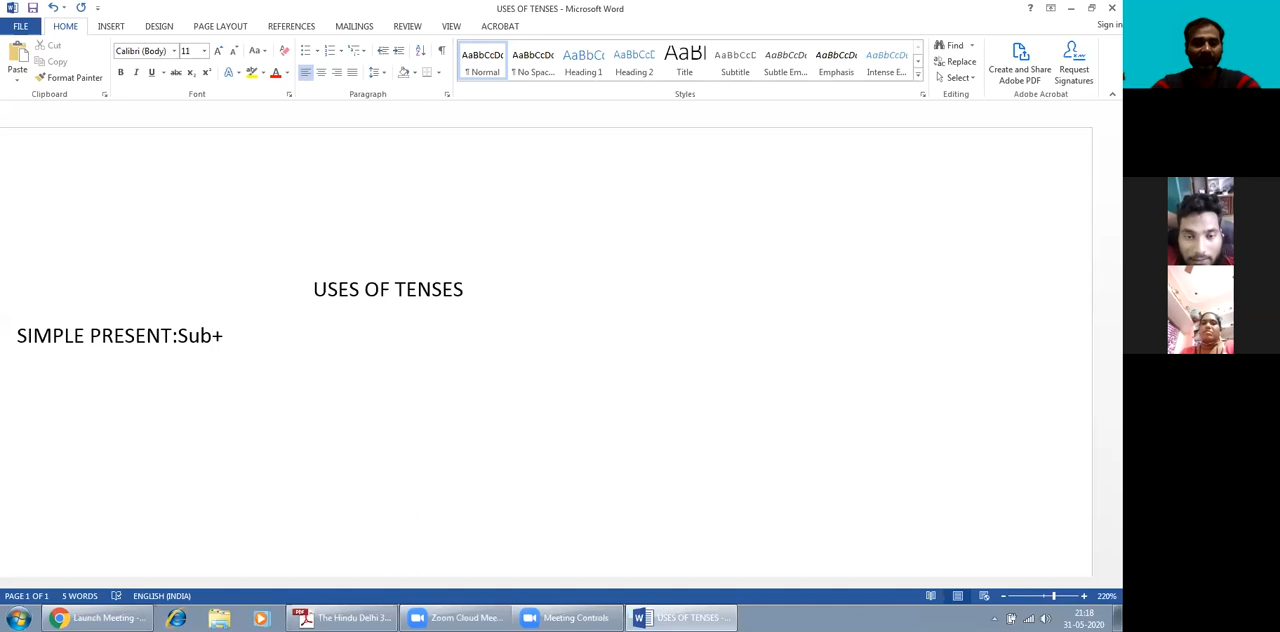 USES OF TENSES - Microsoft Word
Sign in
FILE HOME INSERT DESIGN PAGE LAYOUT REFERENCES MAILINGS REVIEW VIEW ACROBAT
Paste
Cut
Copy
Format Painter
Clipboard
Calibri (Body) 11
Font
Paragraph
AaBbCcDc AaBbCcDc AaBbCc AaBbCcD AaBl AaBbCcD AaBbCcDc AaBbCcDc AaBbCcDc
¶ Normal ¶ No Spac... Heading 1 Heading 2 Title Subtitle Subtle Em... Emphasis Intense E...
Styles
Find
Replace
Select
Editing
Create and Share Adobe PDF
Request Signatures
Adobe Acrobat
USES OF TENSES
SIMPLE PRESENT:Sub+
PAGE 1 OF 1 5 WORDS ENGLISH (INDIA) 220%
Launch Meeting -... The Hindu Delhi 3... Zoom Cloud Mee... Meeting Controls USES OF TENSES -...
21:18
31-05-2020